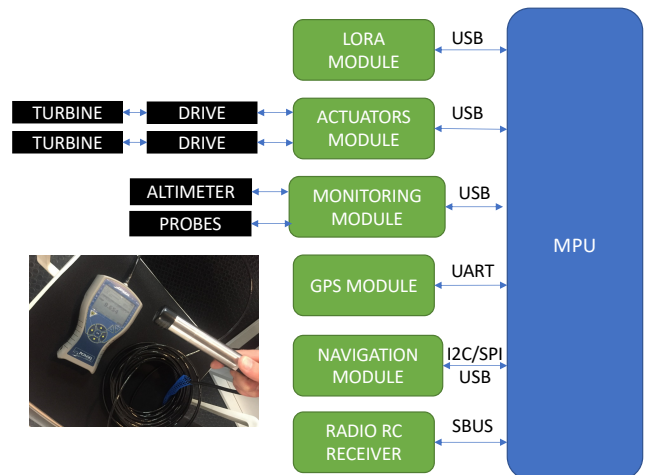 LORA
MODULE
USB
TURBINE
DRIVE
TURBINE
DRIVE
ACTUATORS
MODULE
USB
ALTIMETER
PROBES
MONITORING
MODULE
USB
MPU
GPS MODULE
UART
NAVIGATION
MODULE
I2C/SPI
USB
RADIO RC
RECEIVER
SBUS